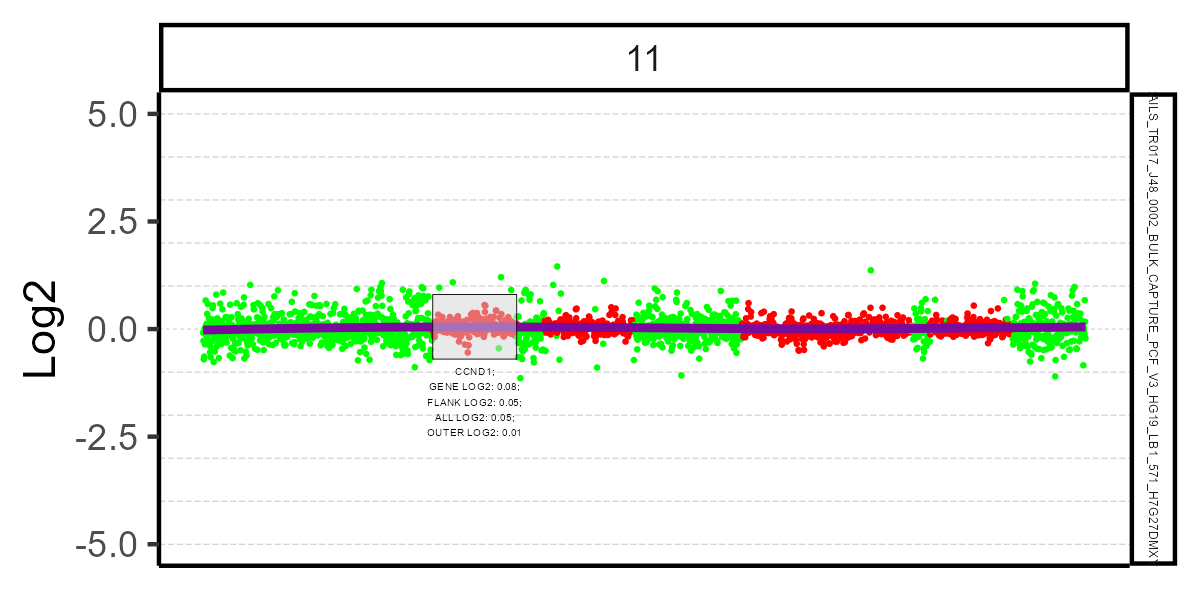 11
Log2
5.0
2.5
0.0
-2.5
-5.0
CCND1;
GENE LOG2: 0.08;
FLANK LOG2: 0.05;
ALL LOG2: 0.05;
OUTER LOG2: 0.01
AILS_TR017_J48_0002_BULK_CAPTURE_PCF_V3_HG19_LB1_571_H7G27DMX